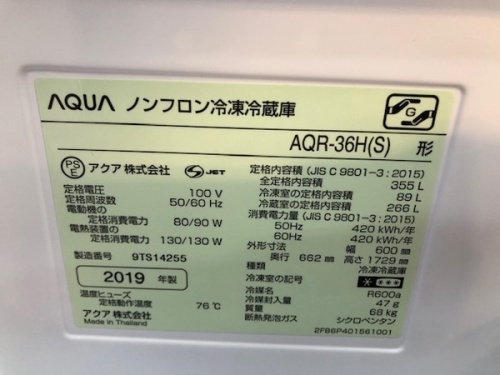 AQUA ノンフロン冷凍冷蔵庫
G
AQR-36H(S) 形
PS E アクア 株式会社 S JET
定格電圧 100 V
定格周波数 50/60 Hz
電動機の
定格消費電力 80/90 W
電熱装置の
定格消費電力 130/130 W
製造番号 9TS14255
2019 年製
温度ヒューズ
定格動作温度 76℃
アクア 株式会社
Made in Thailand
定格内容積 (JIS C 9801-3 : 2015)
全定格内容積 355 L
冷凍室の定格内容積 89 L
冷蔵室の定格内容積 266 L
消費電力量 (JIS C 9801-3 : 2015)
50Hz 420 kWh/年
60Hz 420 kWh/年
外形寸法 幅 600 mm
奥行 662 mm 高さ 1729 mm
種類 冷凍冷蔵庫
冷凍室の記号 * ***
冷媒名 R600a
冷媒封入量 47 g
質量 68 kg
断熱発泡ガス シクロペンタン
2FB6P401561001